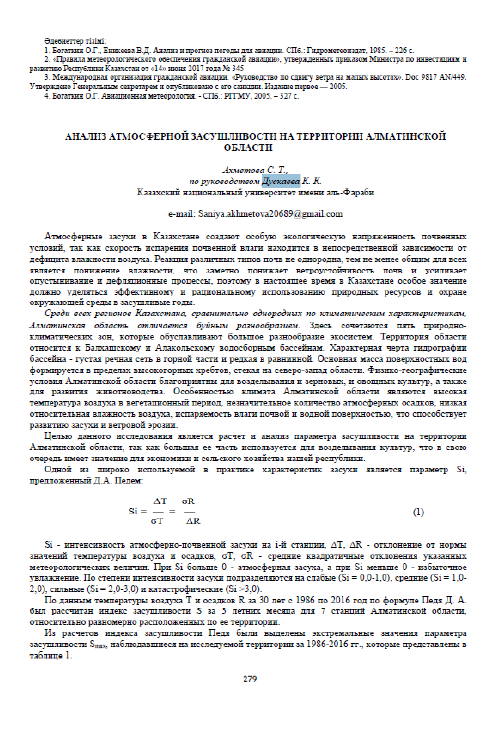 Әдебиеттер тізімі.
1. Богаткин О.Г., Еникеева В.Д. Анализ и прогноз погоды для авиации. СПб.: Гидрометеоиздат, 1985. – 226 с.
2. «Правила метеорологического обеспечения гражданской авиации», утвержденных приказом Министра по инвестициям и
развитию Республики Казахстан от «14» июня 2017 года № 345
3. Международная организация гражданской авиации. «Руководство по сдвигу ветра на малых высотах». Doc 9817 AN/449.
Утверждено Генеральным секретарем и опубликовано с его санкции, Издание первое — 2005.
4. Богаткин О.Г. Авиационная метеорология. - СПб.: РГГМУ, 2005. – 327 с.
АНАЛИЗ АТМОСФЕРНОЙ ЗАСУШЛИВОСТИ НА ТЕРРИТОРИИ АЛМАТИНСКОЙ
ОБЛАСТИ
Ахметова С. Т.,
по руководством Дускаева К. К.
Казахский национальный университет имени аль-Фараби
e-mail: Saniya.akhmetova20689@gmail.com
Атмосферные засухи в Казахстане создают особую экологическую напряженность почвенных
условий, так как скорость испарения почвенной влаги находится в непосредственной зависимости от
дефицита влажности воздуха. Реакция различных типов почв не однородна, тем не менее общим для всех
является понижение влажности, что заметно понижает ветроустойчивость почв и усиливает
опустынивание и дефляционные процессы, поэтому в настоящее время в Казахстане особое значение
должно уделяться эффективному и рациональному использованию природных ресурсов и охране
окружающей среды в засушливые годы.
Среди всех регионов Казахстана, сравнительно однородных по климатическим характеристикам,
Алматинская область отличается буйным разнообразием. Здесь сочетаются пять природно-
климатических зон, которые обуславливают большое разнообразие экосистем. Территория области
относится к Балхашскому и Алакольскому водосборным бассейнам. Характерная черта гидрографии
бассейна - густая речная сеть в горной части и редкая в равнинной. Основная масса поверхностных вод
формируется в пределах высокогорных хребтов, стекая на северо-запад области. Физико-географические
условия Алматинской области благоприятны для возделывания и зерновых, и овощных культур, а также
для развития животноводства. Особенностью климата Алматинской области являются высокая
температура воздуха в вегетационный период, незначительное количество атмосферных осадков, низкая
относительная влажность воздуха, испаряемость влаги почвой и водной поверхностью, что способствует
развитию засухи и ветровой эрозии.
Целью данного исследования является расчет и анализ параметра засушливости на территории
Алматинской области, так как большая ее часть используется для возделывания культур, что в свою
очередь имеет значение для экономики и сельского хозяйства нашей республики.
Одной из широко используемой в практике характеристик засухи является параметр Si,
предложенный Д.А. Педем:
ΔT σR
Si = — = — (1)
σT ΔR
Si - интенсивность атмосферно-почвенной засухи на i-й станции, ΔT, ΔR - отклонение от нормы
значений температуры воздуха и осадков, σT, σR - средние квадратичные отклонения указанных
метеорологических величин. При Si больше 0 - атмосферная засуха, а при Si меньше 0 - избыточное
увлажнение. По степени интенсивности засухи подразделяются на слабые (Si = 0,0-1,0), средние (Si = 1,0-
2,0), сильные (Si = 2,0-3,0) и катастрофические (Si >3,0).
По данным температуры воздуха T и осадков R за 30 лет с 1986 по 2016 год по формуле Педя Д. А.
был рассчитан индекс засушливости S за 3 летних месяца для 7 станций Алматинской области,
относительно равномерно расположенных по ее территории.
Из расчетов индекса засушливости Педя были выделены экстремальные значения параметра
засушливости Smax, наблюдавшиеся на исследуемой территории за 1986-2016 гг., которые представлены в
таблице 1.
279